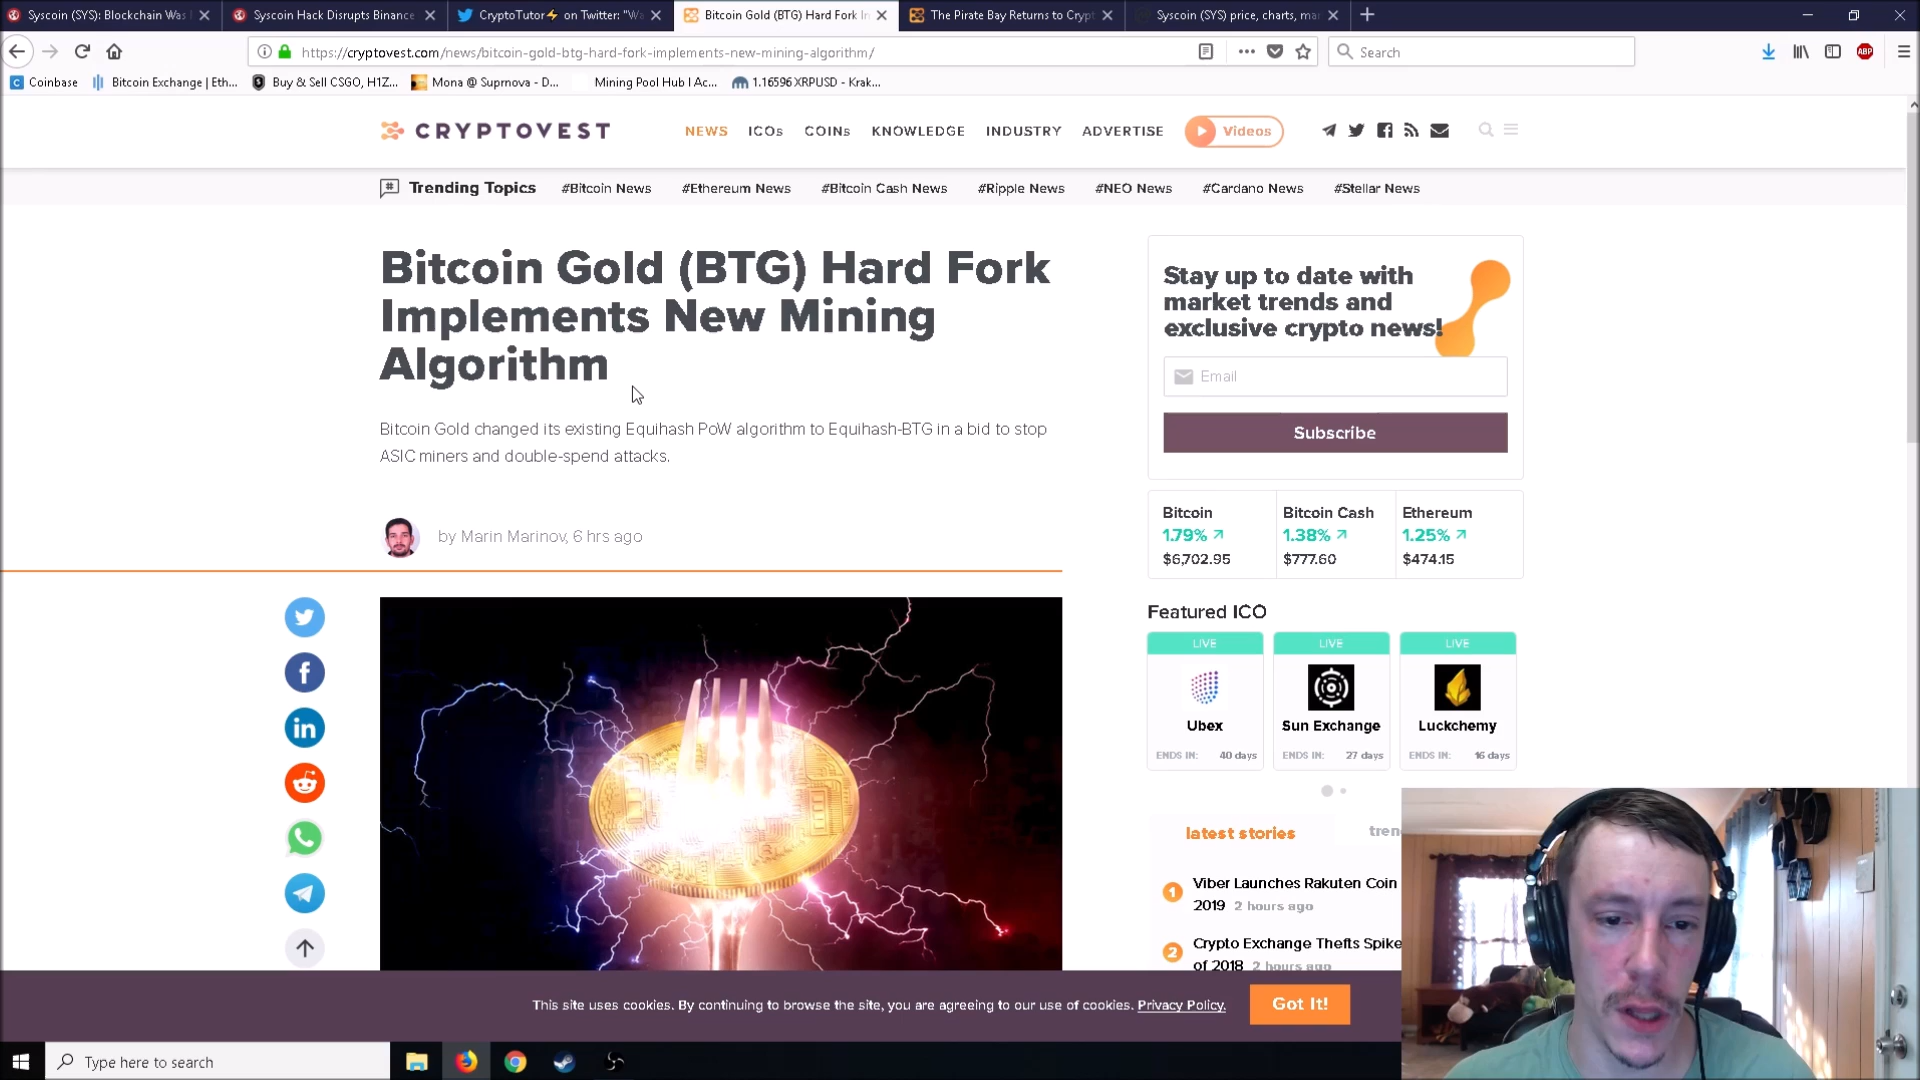 Syscoin (SYS): Blockchain Was
Syscoin Hack Disrupts Binance
CryptoTutor⚡ on Twitter: "Wa
Bitcoin Gold (BTG) Hard Fork In
The Pirate Bay Returns to Crypt
Syscoin (SYS) price, charts, ma
https://cryptovest.com/news/bitcoin-gold-btg-hard-fork-implements-new-mining-algorithm/
Search
ABP
Coinbase
Bitcoin Exchange | Eth...
Buy & Sell CSGO, H1Z...
Mona @ Suprnova - D...
Mining Pool Hub | Ac...
1.16596 XRPUSD - Krak...
CRYPTOVEST
NEWS
ICOs
COINs
KNOWLEDGE
INDUSTRY
ADVERTISE
Videos
# Trending Topics
#Bitcoin News
#Ethereum News
#Bitcoin Cash News
#Ripple News
#NEO News
#Cardano News
#Stellar News
Bitcoin Gold (BTG) Hard Fork
Implements New Mining
Algorithm
Bitcoin Gold changed its existing Equihash PoW algorithm to Equihash-BTG in a bid to stop
ASIC miners and double-spend attacks.
by Marin Marinov, 6 hrs ago
Stay up to date with
market trends and
exclusive crypto news!
Email
Subscribe
Bitcoin
1.79%
$6,702.95
Bitcoin Cash
1.38%
$777.60
Ethereum
1.25%
$474.15
Featured ICO
LIVE
Ubex
ENDS IN: 40 days
LIVE
Sun Exchange
ENDS IN: 27 days
LIVE
Luckchemy
ENDS IN: 16 days
latest stories
tren
1 Viber Launches Rakuten Coin
2019 2 hours ago
2 Crypto Exchange Thefts Spike
of 2018 2 hours ago
This site uses cookies. By continuing to browse the site, you are agreeing to our use of cookies. Privacy Policy.
Got It!
Type here to search